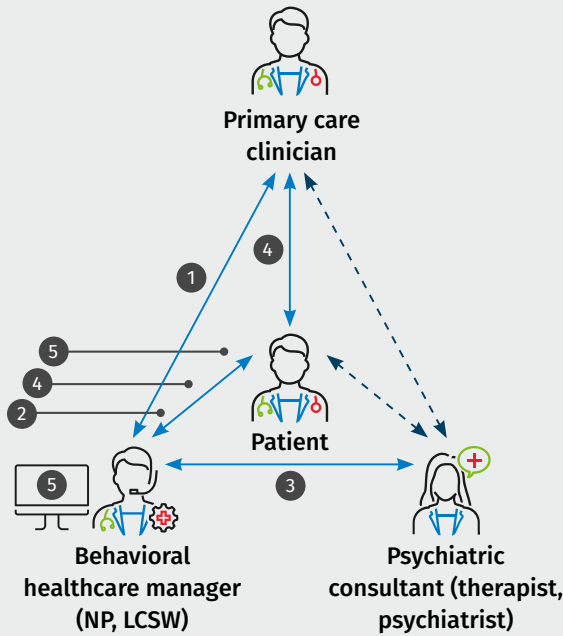 Primary care
clinician
1
4
5
4
2
Patient
3
5
Behavioral
healthcare manager
(NP, LCSW)
Psychiatric
consultant (therapist,
psychiatrist)